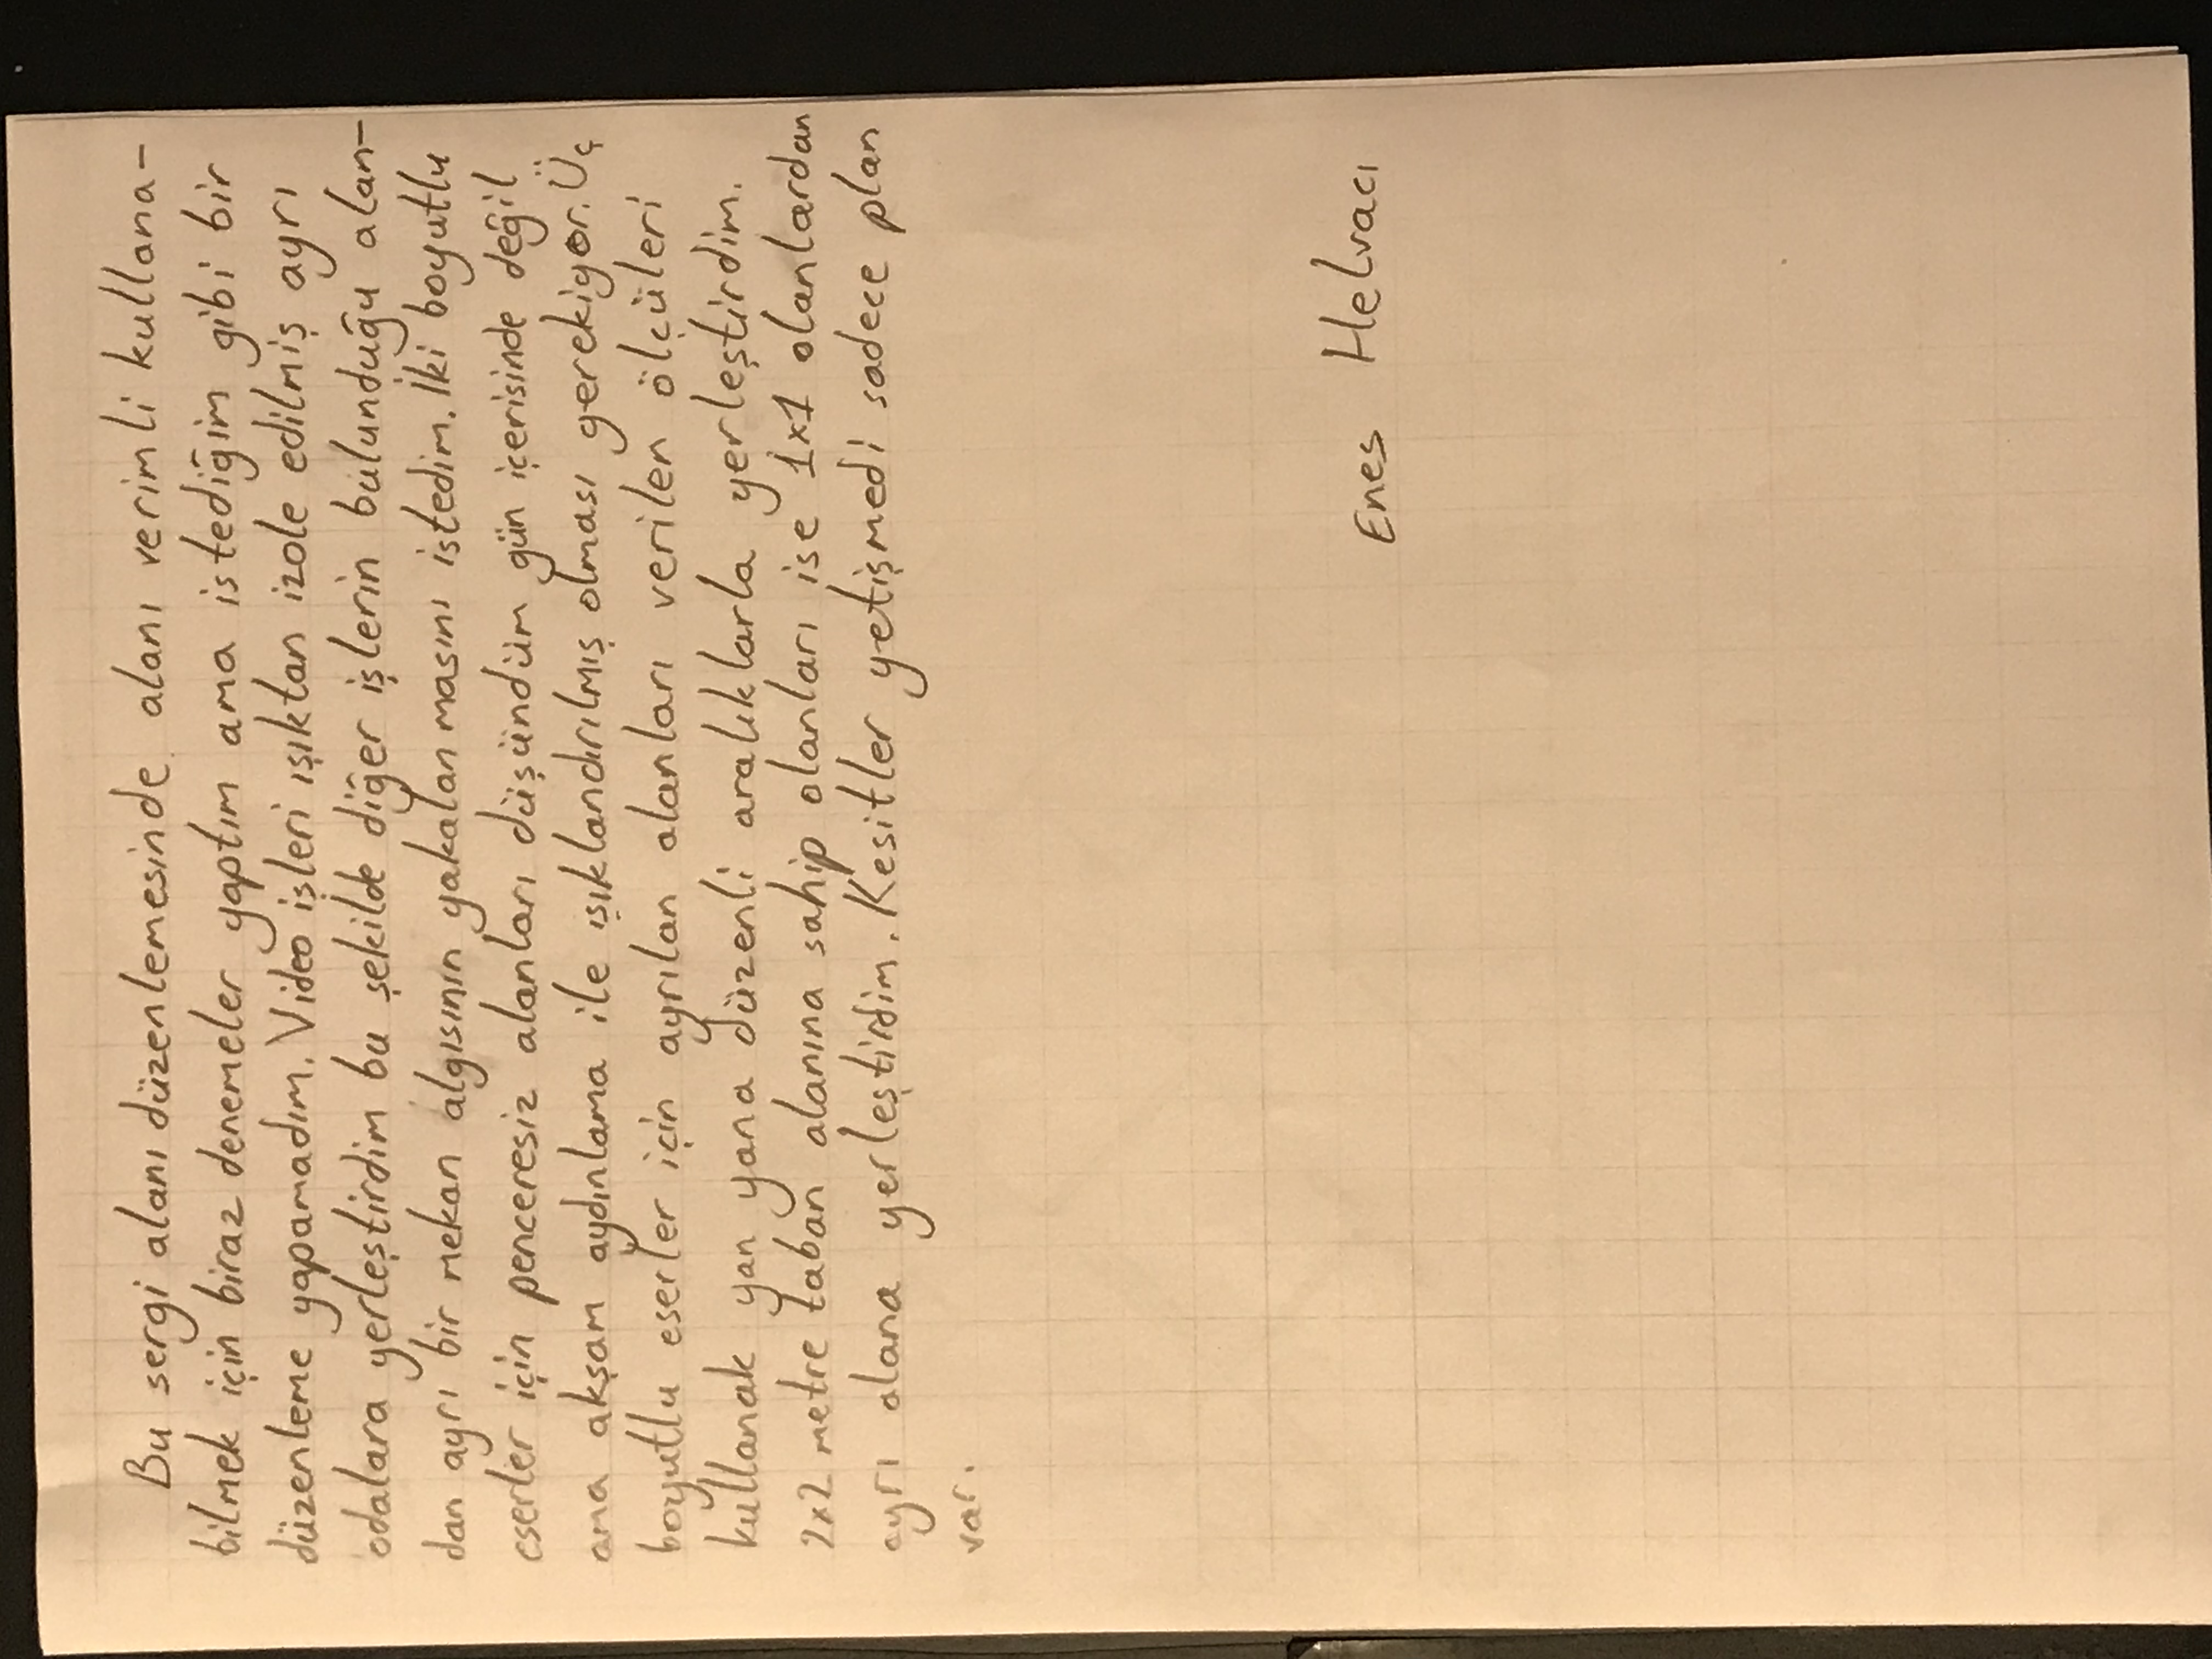 Bu sergi alanı düzenlemesinde alanı verimli kullana-
bilmek için biraz denemeler yaptım ama istediğim gibi bir
düzenleme yapamadım. Video işleri ışıktan izole edilmiş ayrı
odalara yerleştirdim bu şekilde diğer işlerin bulunduğu alan-
dan ayrı bir mekan algısının yakalanmasını istedim. İki boyutlu
eserler için penceresiz alanları düşündüm gün içerisinde değil
ama akşam aydınlama ile ışıklandırılmış olması gerekiyor. Üç
boyutlu eserler için ayrılan alanları verilen ölçüleri
kullanak yan yana düzenli aralıklarla yerleştirdim.
2x2 metre taban alanına sahip olanları ise 1x1 olanlardan
ayrı alana yerleştirdim. Kesitler yetişmedi sadece plan
var.
Enes Helvacı